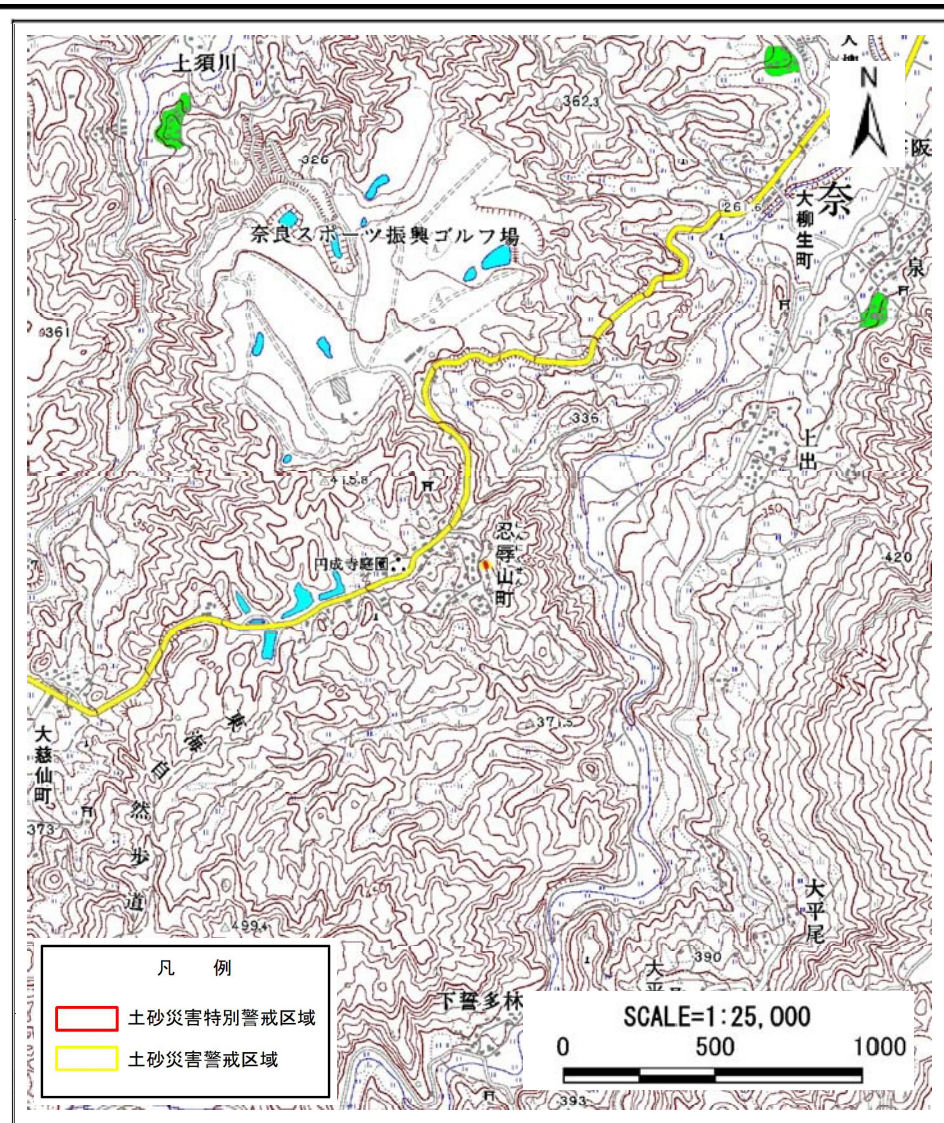 上須川
362.3
N
阪
326
奈
261.6
大柳生町
奈良スポーツ振興ゴルフ場
泉
361
336
上出
415.8
350
350
忍辱山町
円成寺庭園
420
371.5
東海自然歩道
大慈仙町
373
大平尾
499.4
390
下誓多林
393
凡 例
土砂災害特別警戒区域
土砂災害警戒区域
SCALE=1:25,000
0 500 1000